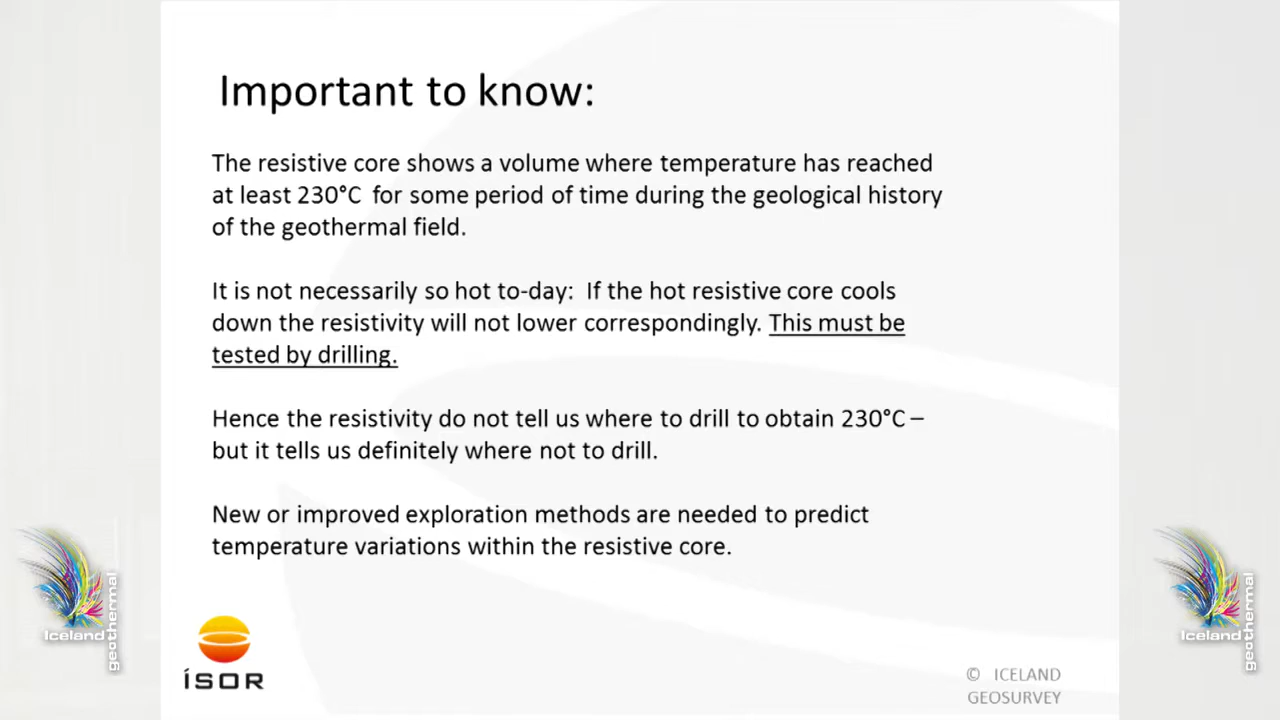 Important to know:
The resistive core shows a volume where temperature has reached
at least 230°C for some period of time during the geological history
of the geothermal field.
It is not necessarily so hot to-day: If the hot resistive core cools
down the resistivity will not lower correspondingly. This must be
tested by drilling.
Hence the resistivity do not tell us where to drill to obtain 230°C –
but it tells us definitely where not to drill.
New or improved exploration methods are needed to predict
temperature variations within the resistive core.
Iceland
geothermal
ÍSOR
© ICELAND
GEOSURVEY
Iceland
geothermal